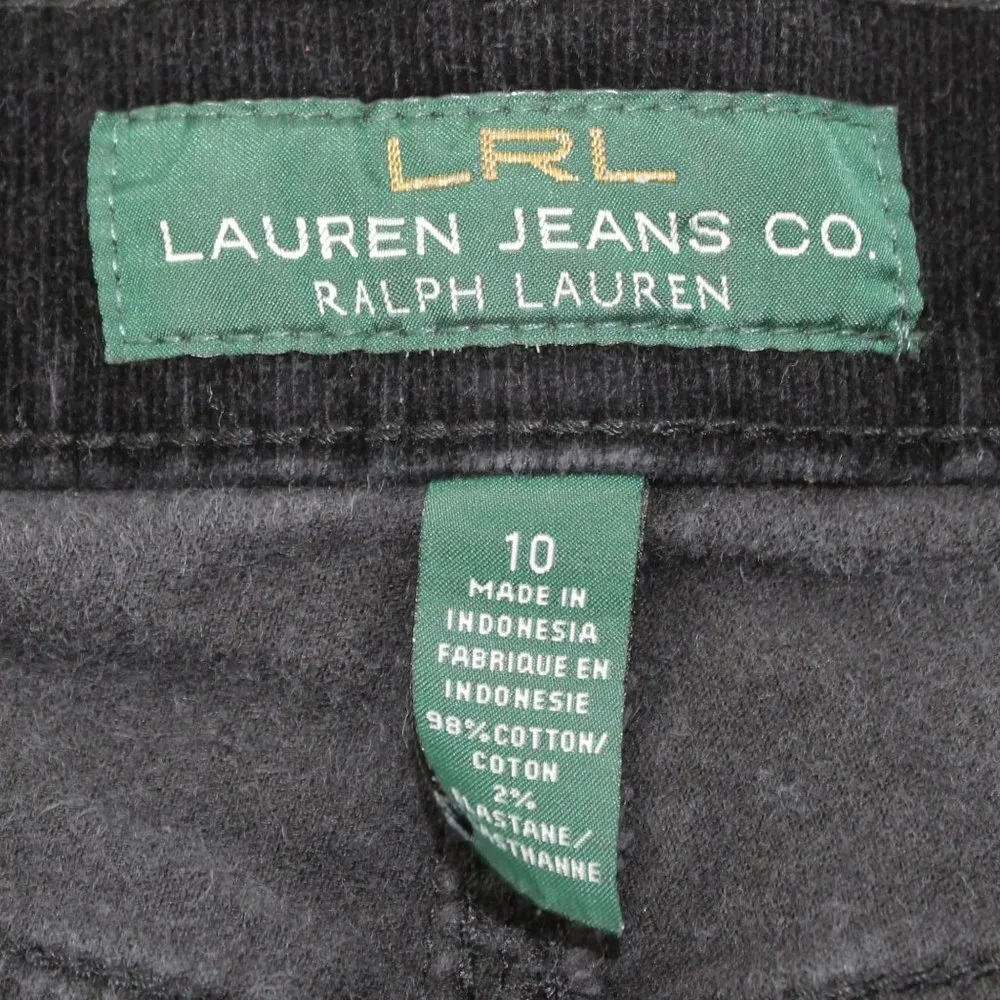 LRL
LAUREN JEANS CO.
RALPH LAUREN
10
MADE IN
INDONESIA
FABRIQUE EN
INDONESIE
98% COTTON/
COTON
2%